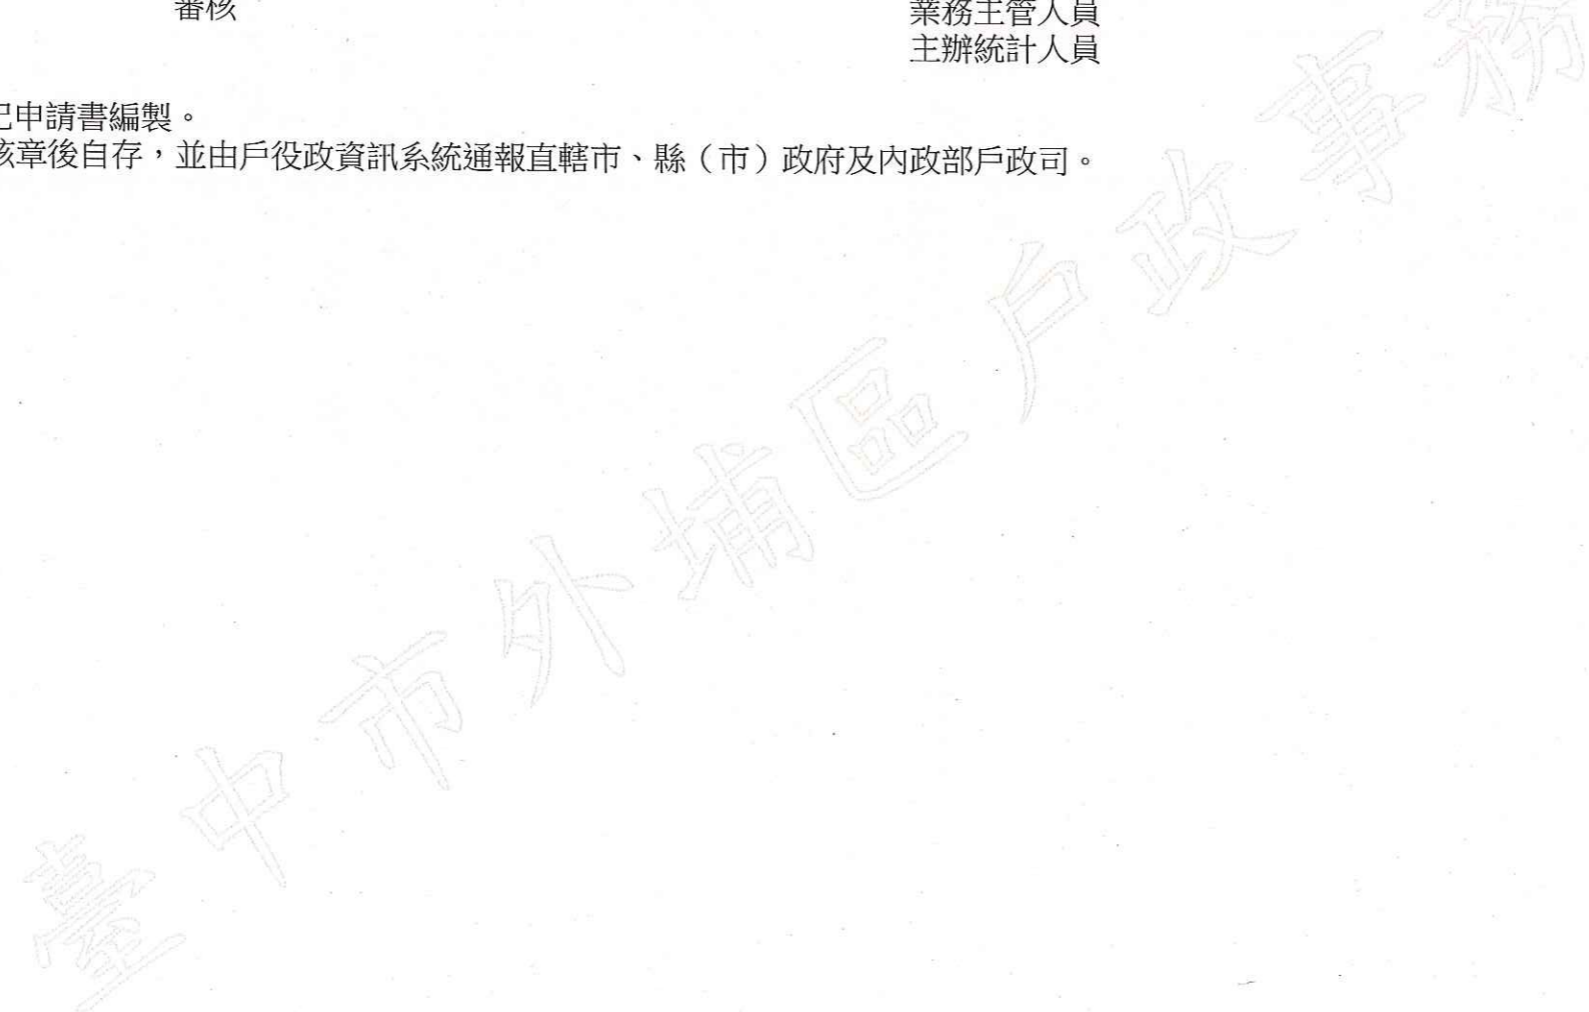 審核
業務主管人員
主辦統計人員
記申請書編製。
核章後自存，並由戶役政資訊系統通報直轄市、縣（市）政府及內政部戶政司。
臺中市外埔區戶政事務